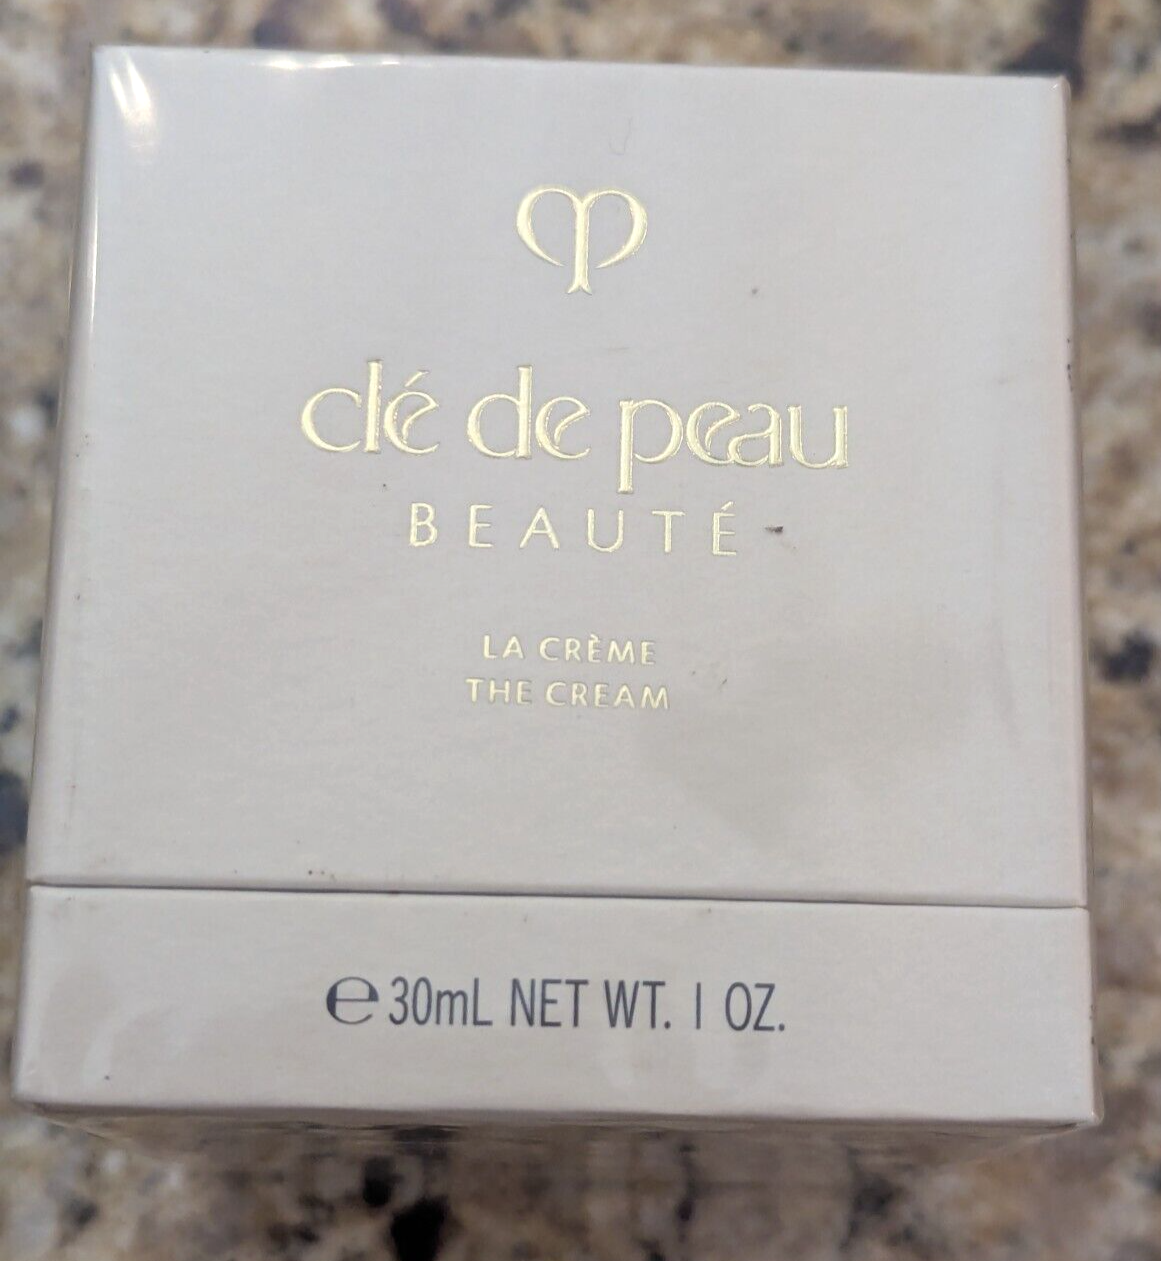 clé de peau
BEAUTÉ
LA CRÈME
THE CREAM
℮ 30mL NET WT. 1 OZ.